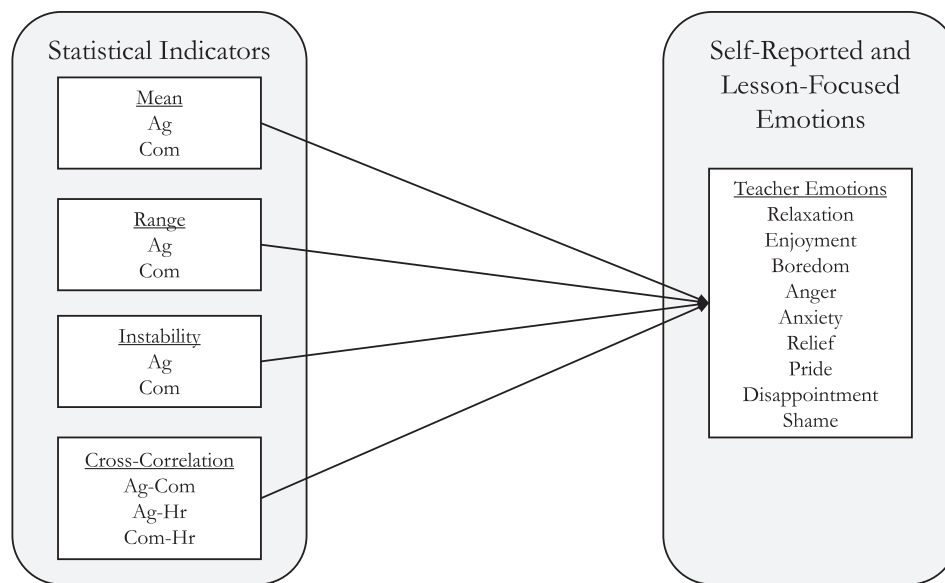 Statistical Indicators
Mean
Ag
Com
Range
Ag
Com
Instability
Ag
Com
Cross-Correlation
Ag-Com
Ag-Hr
Com-Hr
Self-Reported and
Lesson-Focused
Emotions
Teacher Emotions
Relaxation
Enjoyment
Boredom
Anger
Anxiety
Relief
Pride
Disappointment
Shame